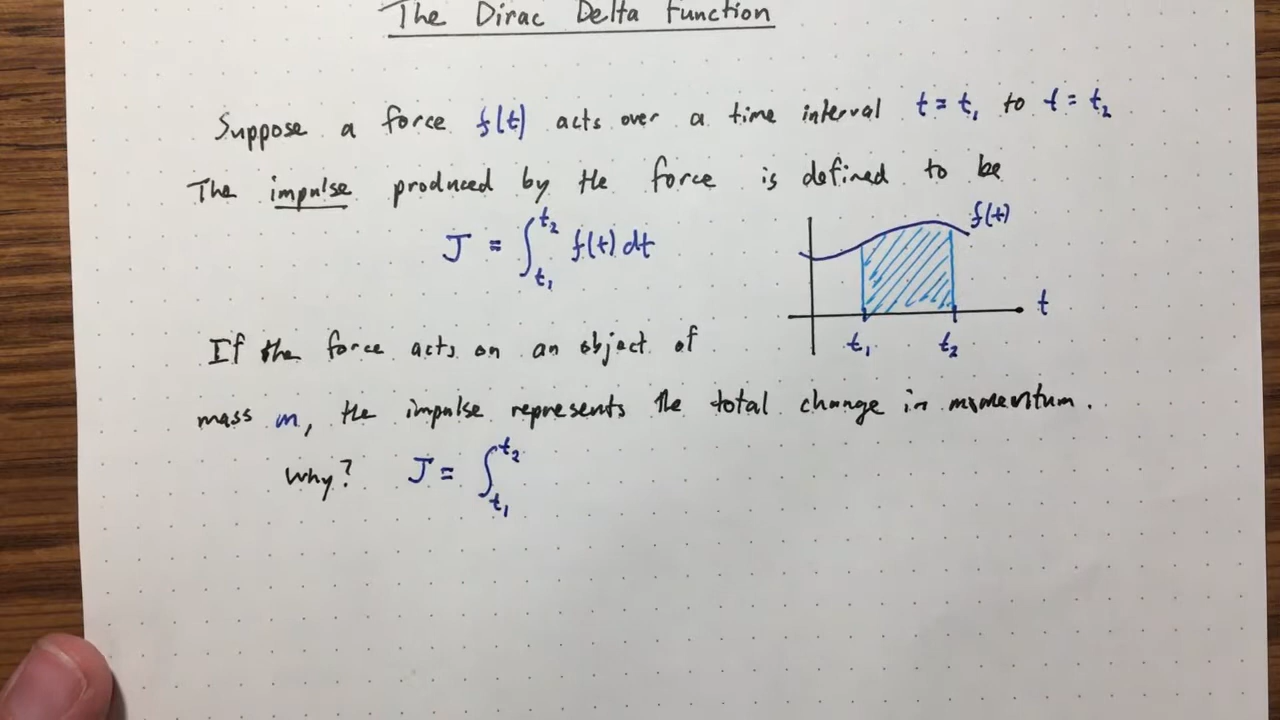 The Dirac Delta Function
Suppose a force f(t) acts over a time interval t = t₁ to t = t₂
The impulse produced by the force is defined to be
J = ∫_{t₁}^{t₂} f(t) dt
f(t)
t
t₁ t₂
If the force acts on an object of
mass m, the impulse represents the total change in momentum.
Why? J = ∫_{t₁}^{t₂}